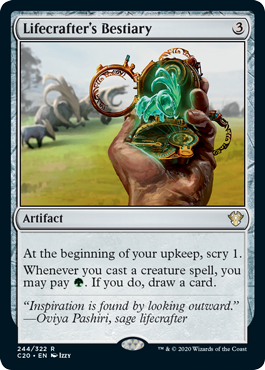 Lifecrafter's Bestiary 3
Artifact
At the beginning of your upkeep, scry 1.
Whenever you cast a creature spell, you
may pay . If you do, draw a card.
“Inspiration is found by looking outward.”
—Oviya Pashiri, sage lifecrafter
244/322 R
C20 • EN Izzy
™ & © 2020 Wizards of the Coast